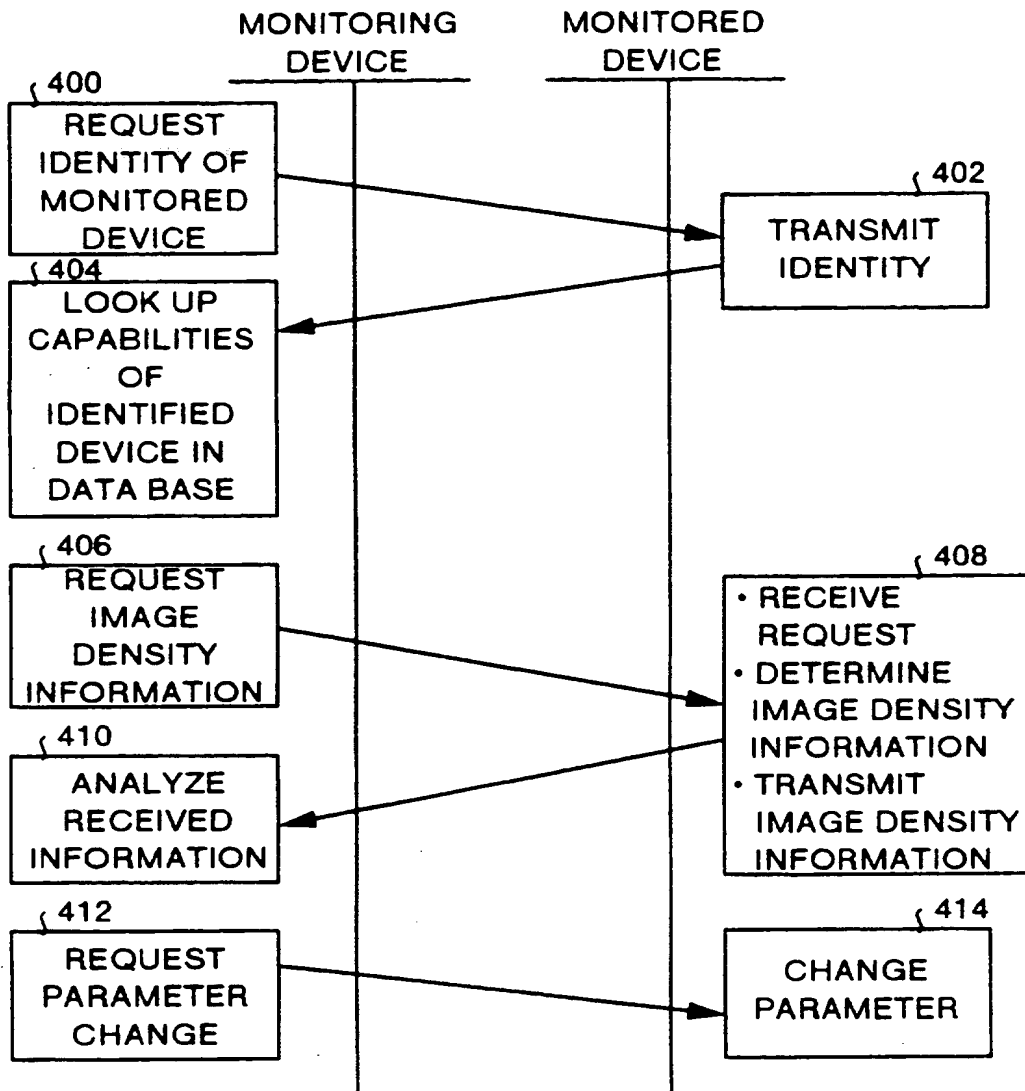 MONITORING
DEVICE
MONITORED
DEVICE
400
REQUEST
IDENTITY OF
MONITORED
DEVICE
402
TRANSMIT
IDENTITY
404
LOOK UP
CAPABILITIES
OF
IDENTIFIED
DEVICE IN
DATA BASE
406
REQUEST
IMAGE
DENSITY
INFORMATION
408
• RECEIVE
REQUEST
• DETERMINE
IMAGE DENSITY
INFORMATION
• TRANSMIT
IMAGE DENSITY
INFORMATION
410
ANALYZE
RECEIVED
INFORMATION
412
REQUEST
PARAMETER
CHANGE
414
CHANGE
PARAMETER